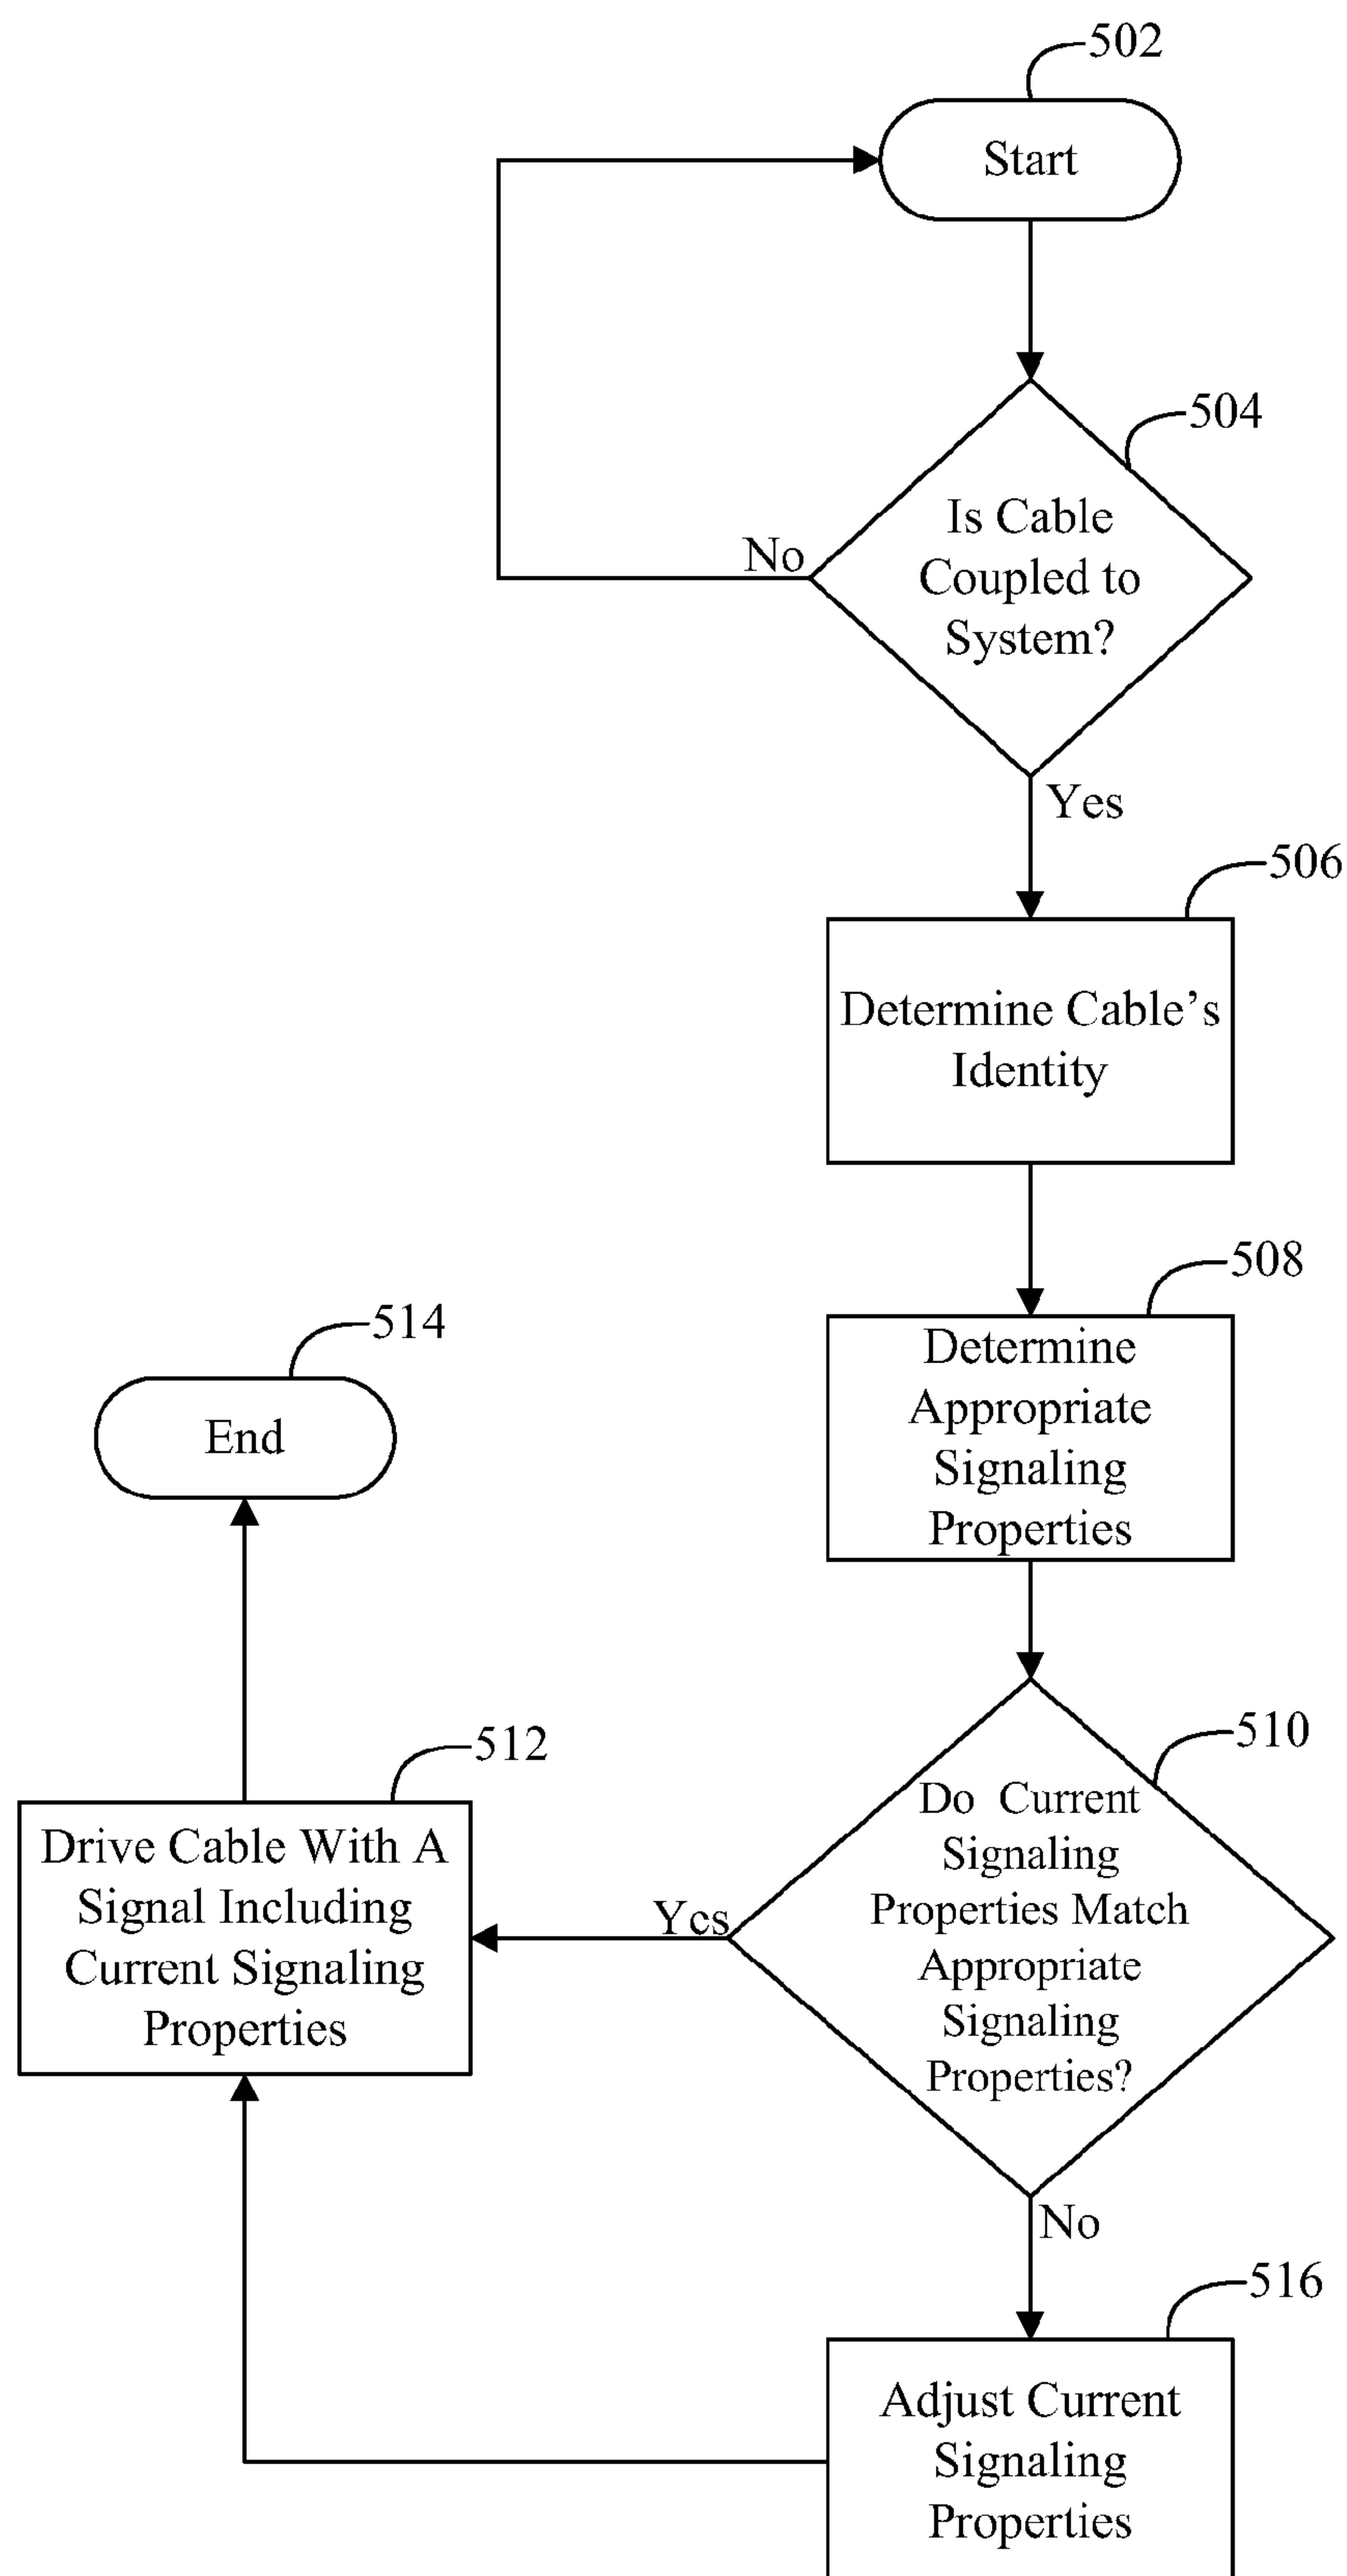 502
Start
504
Is Cable
Coupled to
System?
No
Yes
506
Determine Cable’s
Identity
508
Determine
Appropriate
Signaling
Properties
514
End
510
Do Current
Signaling
Properties Match
Appropriate
Signaling
Properties?
Yes
No
512
Drive Cable With A
Signal Including
Current Signaling
Properties
516
Adjust Current
Signaling
Properties